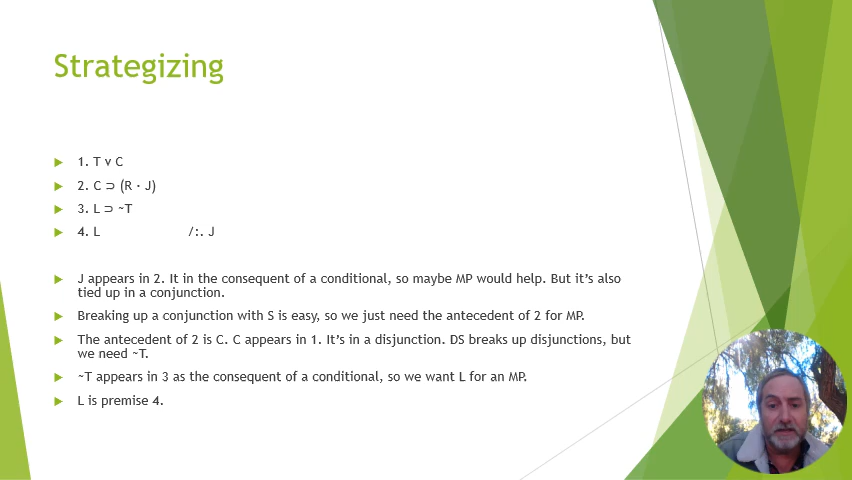 Strategizing
1. T v C
2. C ⊃ (R · J)
3. L ⊃ ~T
4. L /:. J
J appears in 2. It in the consequent of a conditional, so maybe MP would help. But it’s also
tied up in a conjunction.
Breaking up a conjunction with S is easy, so we just need the antecedent of 2 for MP.
The antecedent of 2 is C. C appears in 1. It’s in a disjunction. DS breaks up disjunctions, but
we need ~T.
~T appears in 3 as the consequent of a conditional, so we want L for an MP.
L is premise 4.